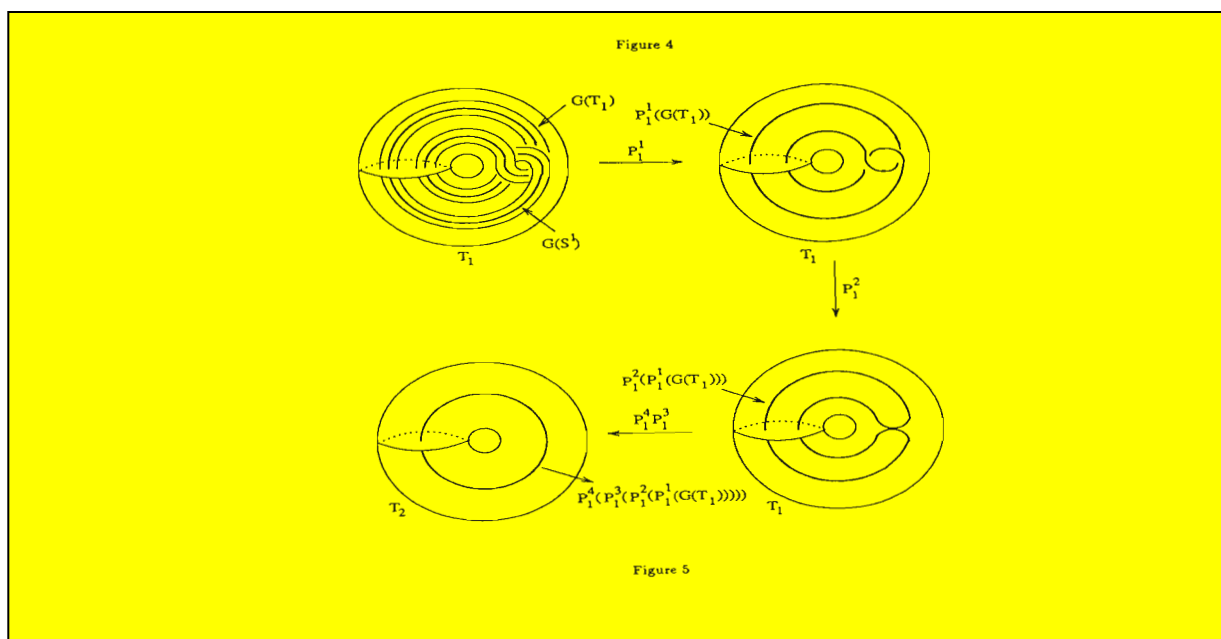 Figure 4
G(T₁)
P₁¹(G(T₁))
P₁¹
G(S¹)
T₁
T₁
P₁²
P₁²(P₁¹(G(T₁)))
P₁⁴P₁³
P₁⁴(P₁³(P₁²(P₁¹(G(T₁)))))
T₂
T₁
Figure 5